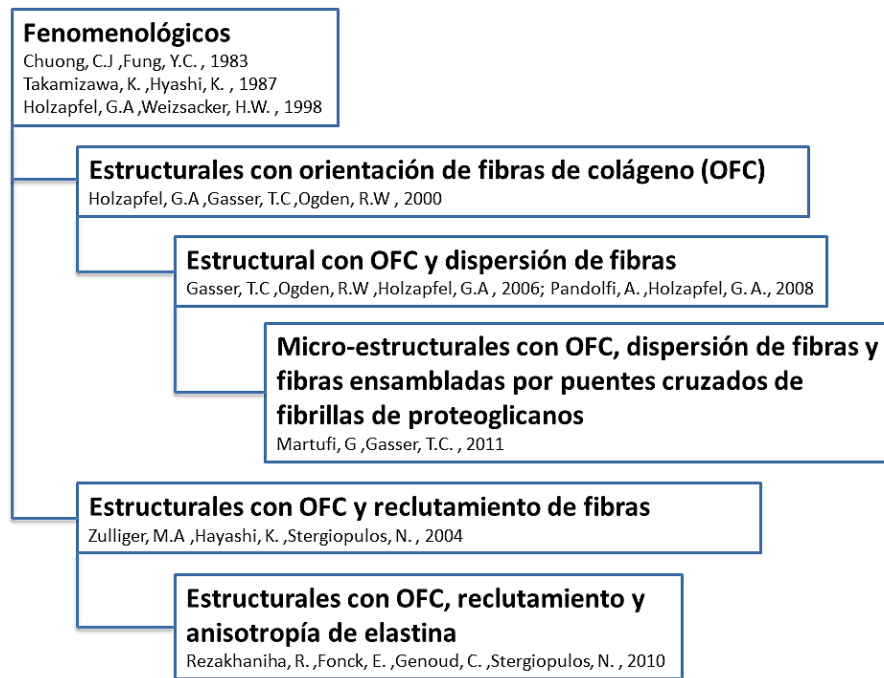 Fenomenológicos
Chuong, C.J ,Fung, Y.C. , 1983
Takamizawa, K. ,Hyashi, K. , 1987
Holzapfel, G.A ,Weizsacker, H.W. , 1998
Estructurales con orientación de fibras de colágeno (OFC)
Holzapfel, G.A ,Gasser, T.C ,Ogden, R.W , 2000
Estructural con OFC y dispersión de fibras
Gasser, T.C ,Ogden, R.W ,Holzapfel, G.A , 2006; Pandolfi, A. ,Holzapfel, G. A., 2008
Micro-estructurales con OFC, dispersión de fibras y
fibras ensambladas por puentes cruzados de
fibrillas de proteoglicanos
Martufi, G ,Gasser, T.C. , 2011
Estructurales con OFC y reclutamiento de fibras
Zulliger, M.A ,Hayashi, K. ,Stergiopulos, N. , 2004
Estructurales con OFC, reclutamiento y
anisotropía de elastina
Rezakhaniha, R. ,Fonck, E. ,Genoud, C. ,Stergiopulos, N. , 2010